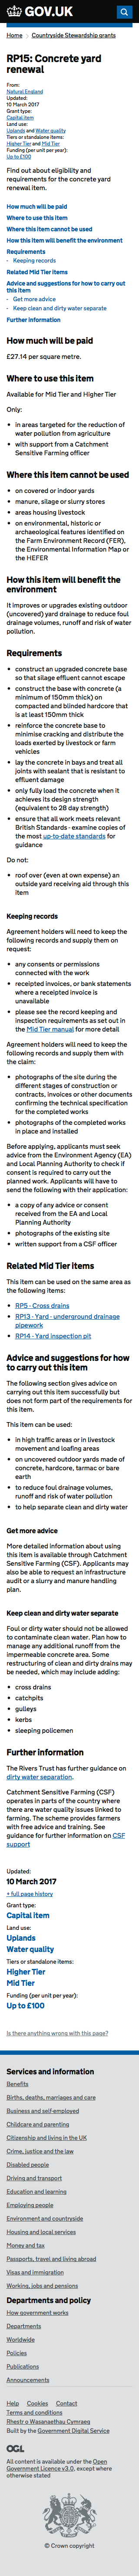 GOV.UK
Home > Countryside Stewardship grants
RP15: Concrete yard
renewal
From:
Natural England
Updated:
10 March 2017
Grant type:
Capital item
Land use:
Uplands and Water quality
Tiers or standalone items:
Higher Tier and Mid Tier
Funding (per unit per year):
Up to £100
Find out about eligibility and
requirements for the concrete yard
renewal item.
How much will be paid
Where to use this item
Where this item cannot be used
How this item will benefit the environment
Requirements
- Keeping records
Related Mid Tier items
Advice and suggestions for how to carry out
this item
- Get more advice
- Keep clean and dirty water separate
Further information
How much will be paid
£27.14 per square metre.
Where to use this item
Available for Mid Tier and Higher Tier
Only:
• in areas targeted for the reduction of
water pollution from agriculture
• with support from a Catchment
Sensitive Farming officer
Where this item cannot be used
• on covered or indoor yards
• manure, silage or slurry stores
• areas housing livestock
• on environmental, historic or
archaeological features identified on
the Farm Environment Record (FER),
the Environmental Information Map or
the HEFER
How this item will benefit the
environment
It improves or upgrades existing outdoor
(uncovered) yards, reducing the volume
of foul drainage, runoff and risk of water
pollution.
Requirements
• construct an upgraded concrete base
so that silage effluent cannot escape
• construct the base with concrete (a
minimum of 150mm thick) on
compacted and blinded hardcore that
is at least 150mm thick
• reinforce the concrete base to
minimise cracking and distribute the
loads exerted by livestock or farm
vehicles
• lay the concrete in bays and treat all
joints with sealant that is resistant to
effluent damage
• only fully load the concrete when it
achieves its design strength
(equivalent to 28 day strength)
• ensure that all work meets relevant
British Standards - examine copies of
the most up-to-date standards for
guidance
Do not:
• roof over (even at own expense) an
outside yard receiving aid through this
item
Keeping records
Agreement holders will need to keep the
following records and supply them on
request:
• any consents or permissions
connected with the work
• receipted invoices, or bank statements
where a receipted invoice is
unavailable
• please see the record keeping and
inspection requirements set out in
the Mid Tier manual for more detail
Agreement holders will need to keep the
following records and supply them with
the claim:
• photographs of the site during the
different stages of construction
• all contracts, invoices and other
documents confirming the technical
specification for concrete
• photographs of the completed works
in place and installed
Before applying, applicants must seek
advice from the Environment Agency (EA)
and Local Planning Authority to check if
consent is required to carry out the
planned work. Applicants will have to
send the following with their application:
• a copy of any advice or consent
received from the EA and Local
Planning Authority
• photographs of the existing site
• written support from a CSF officer
Related Mid Tier items
This item can be used on the same area as
the following items:
• RP5 - Cross drains
• RP13 - Yard - underground drainage
pipework
• RP14 - Yard inspection pit
Advice and suggestions for how
to carry out this item
The following section gives advice on
carrying out this item successfully but
does not form part of the requirements for
this item.
This item can be used:
• in high traffic areas or in livestock
movement and loafing areas
• on uncovered outdoor yards made of
concrete, hardcore, tarmac or bare
earth
• to reduce foul drainage volumes,
runoff and risk of water pollution
• to help separate clean and dirty water
Get more advice
More detailed information about using
this item is available through Catchment
Sensitive Farming (CSF). Applicants may
also be able to request an Infrastructure
audit or a slurry and manure handling
plan.
Keep clean and dirty water separate
Foul or dirty water should not be allowed
to contaminate clean water from
impermeable surfaces. Several
techniques can reduce the likelihood of
contamination of clean drains by mixing
any water from foul or dirty drains may
not be needed, which may include adding:
• cross drains
• catchpits
• gulleys
• kerbs
• sleeping policemen
Further information
The Rivers Trust has further guidance on
dirty water separation.
Catchment Sensitive Farming (CSF)
operates in parts of the country where
there are water quality issues linked to
farming. The scheme provides farmers
with free advice and training. See our
guidance for further information on CSF
support
Updated:
10 March 2017
+ full page history
Grant type:
Capital item
Land use:
Uplands
Water quality
Tiers or standalone items:
Higher Tier
Mid Tier
Funding (per unit per year):
Up to £100
Is there anything wrong with this page?
Services and information
Benefits
Births, deaths, marriages and care
Business and self-employed
Childcare and parenting
Citizenship and living in the UK
Crime, justice and the law
Disabled people
Driving and transport
Education and learning
Employing people
Environment and countryside
Housing and local services
Money and tax
Passports, travel and living abroad
Visas and immigration
Working, jobs and pensions
Departments and policy
How government works
Departments
Worldwide
Policies
Publications
Announcements
Help Cookies Contact
Terms and conditions
Rhestr o Wasanaethau Cymraeg
Built by the Government Digital Service
OGL
All content is available under the Open
Government Licence v3.0, except where
otherwise stated
© Crown copyright